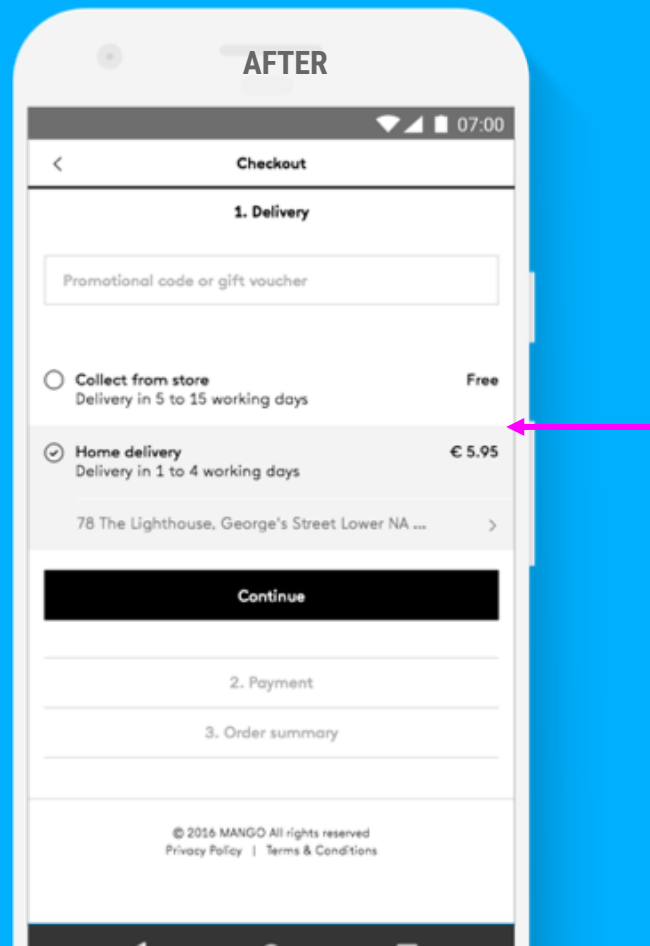 AFTER
07:00
Checkout
1. Delivery
Promotional code or gift voucher
Collect from store Free
Delivery in 5 to 15 working days
Home delivery € 5.95
Delivery in 1 to 4 working days
78 The Lighthouse, George's Street Lower NA ...
Continue
2. Payment
3. Order summary
© 2016 MANGO All rights reserved
Privacy Policy | Terms & Conditions